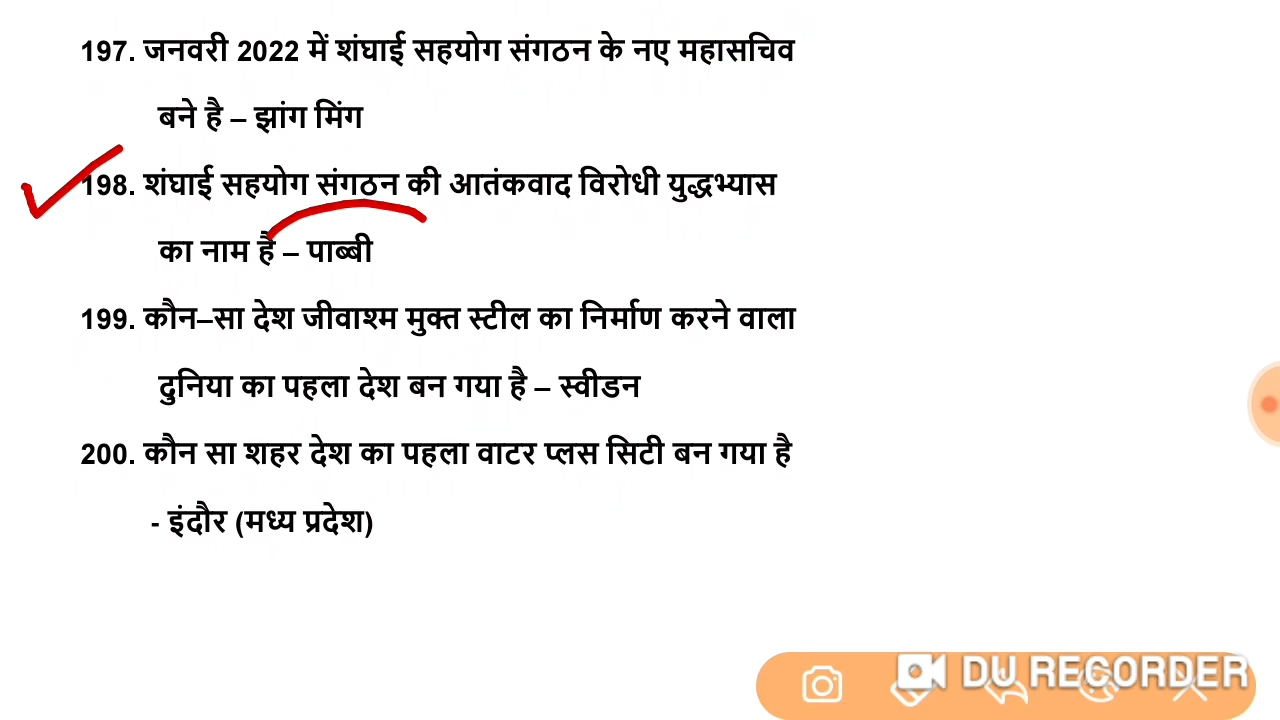 197. जनवरी 2022 में शंघाई सहयोग संगठन के नए महासचिव
बने है – झांग मिंग
198. शंघाई सहयोग संगठन की आतंकवाद विरोधी युद्धभ्यास
का नाम है – पाब्बी
199. कौन–सा देश जीवाश्म मुक्त स्टील का निर्माण करने वाला
दुनिया का पहला देश बन गया है – स्वीडन
200. कौन सा शहर देश का पहला वाटर प्लस सिटी बन गया है
- इंदौर (मध्य प्रदेश)
DU RECORDER